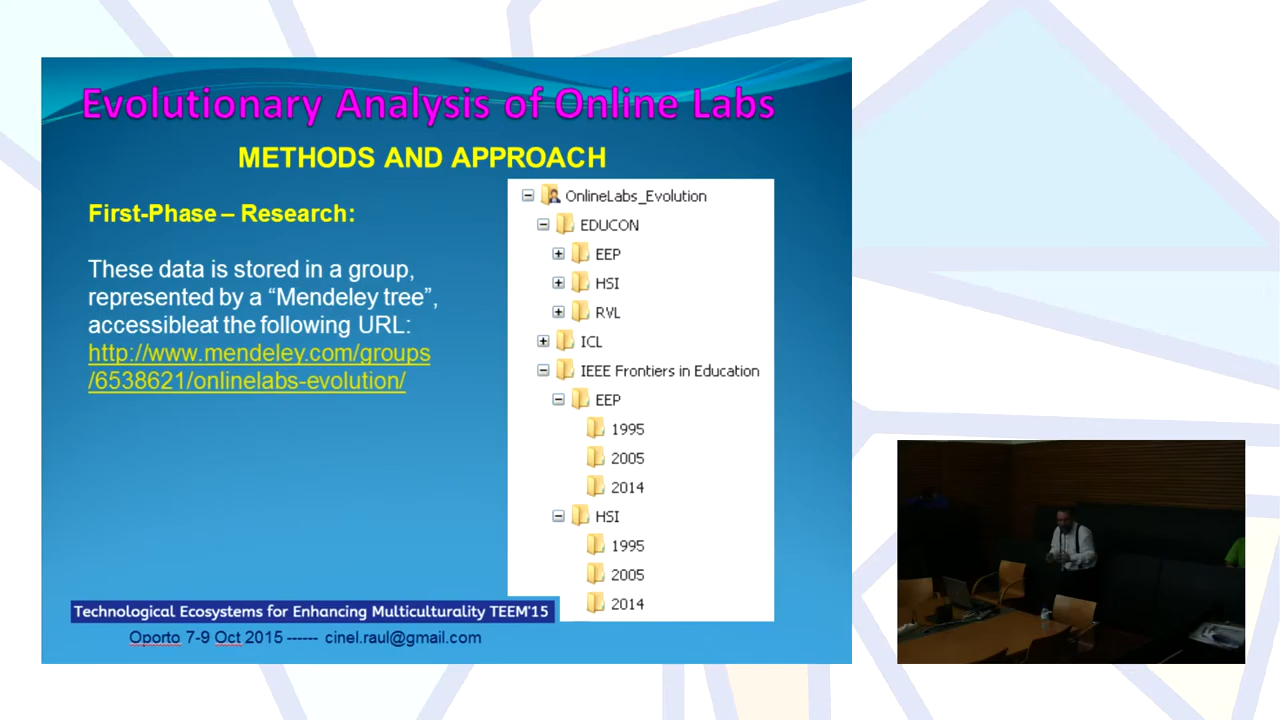 Evolutionary Analysis of Online Labs
METHODS AND APPROACH
First-Phase – Research:
These data is stored in a group,
represented by a “Mendeley tree”,
accessibleat the following URL:
http://www.mendeley.com/groups
/6538621/onlinelabs-evolution/
OnlineLabs_Evolution
EDUCON
EEP
HSI
RVL
ICL
IEEE Frontiers in Education
EEP
1995
2005
2014
HSI
1995
2005
2014
Technological Ecosystems for Enhancing Multiculturality TEEM'15
Oporto 7-9 Oct 2015 ------ cinel.raul@gmail.com